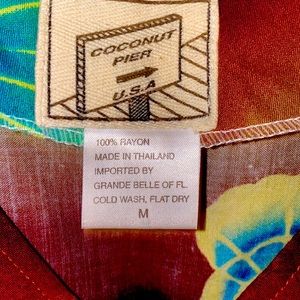 COCONUT
PIER
U.S.A
100% RAYON
MADE IN THAILAND
IMPORTED BY
GRANDE BELLE OF FL.
COLD WASH, FLAT DRY
M